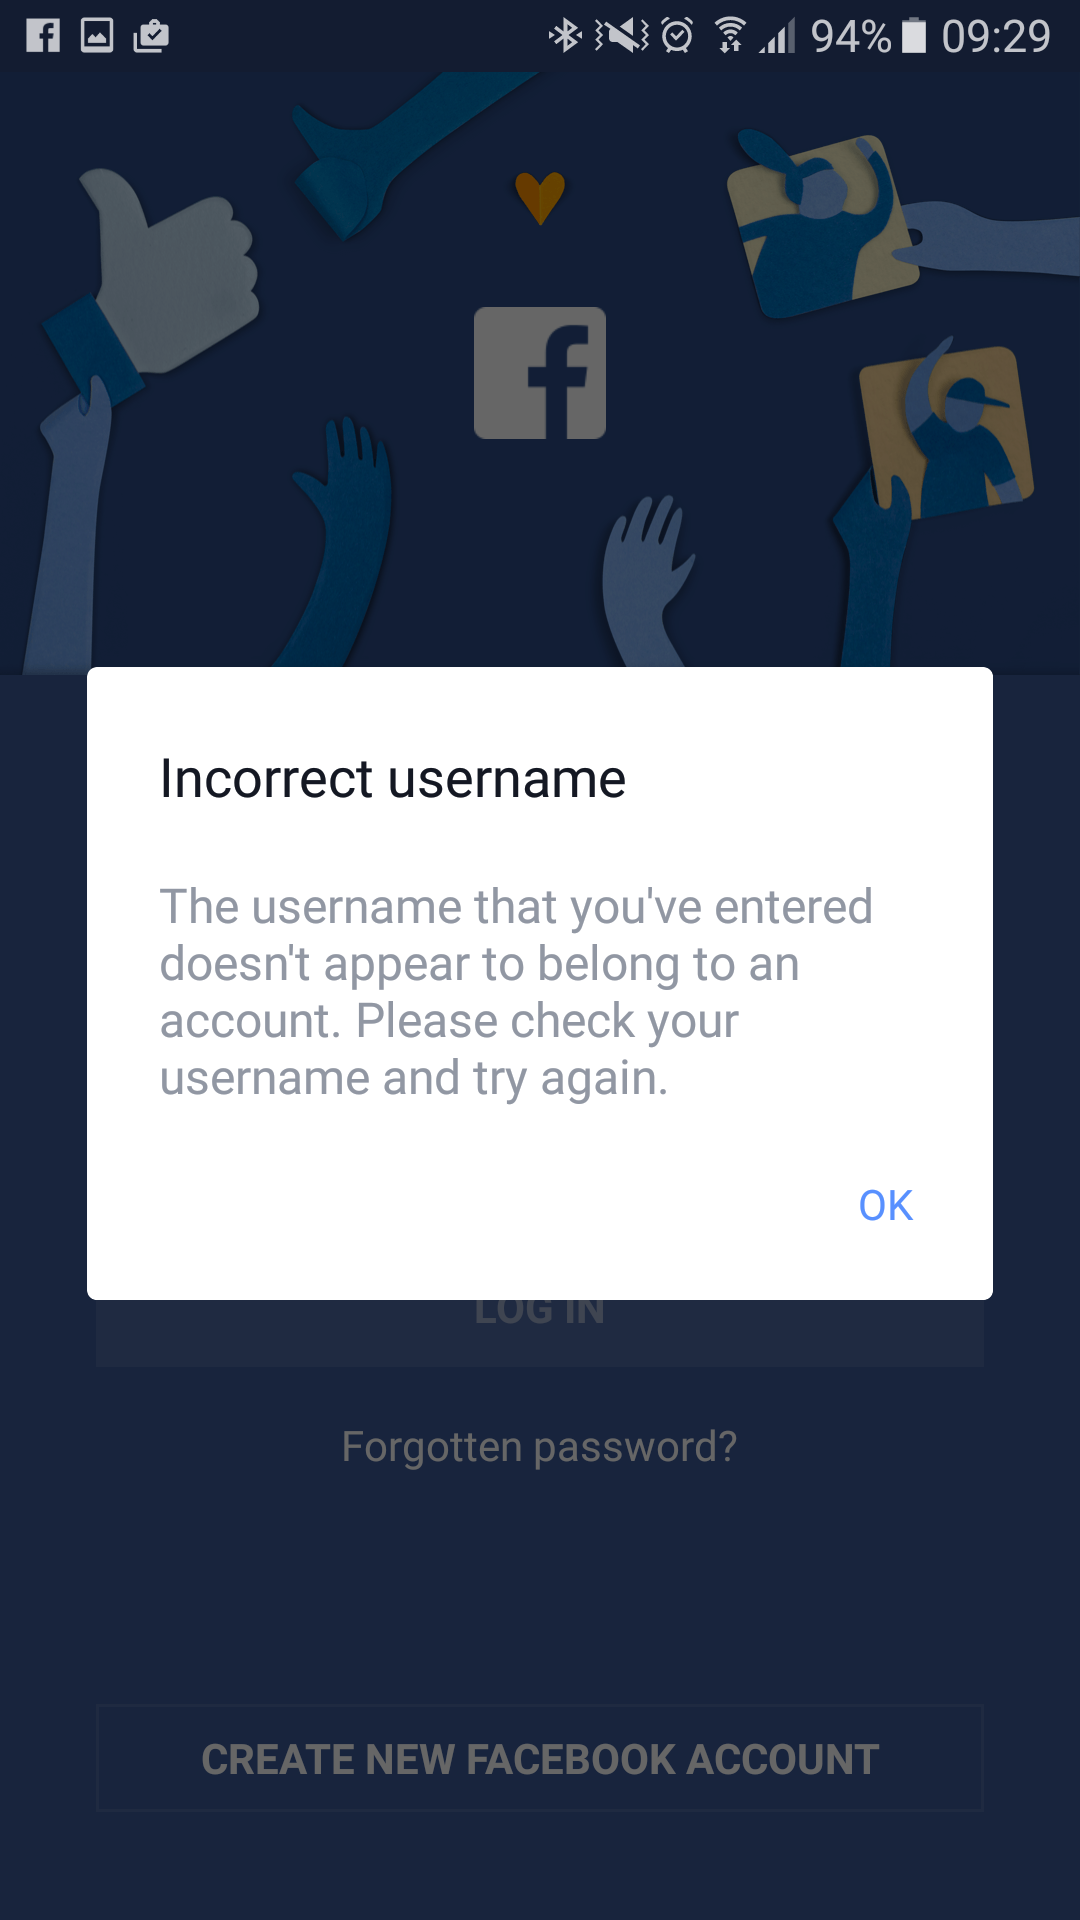 94% 09:29
Incorrect username
The username that you've entered
doesn't appear to belong to an
account. Please check your
username and try again.
OK
LOG IN
Forgotten password?
CREATE NEW FACEBOOK ACCOUNT